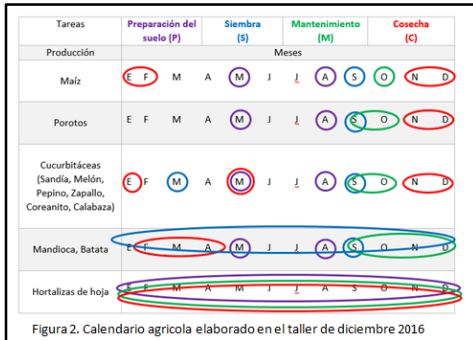 Tareas Preparación del suelo (P) Siembra (S) Mantenimiento (M) Cosecha (C)
Producción Meses
Maíz E F M A M J J A S O N D
Porotos E F M A M J J A S O N D
Cucurbitáceas
(Sandía, Melón,
Pepino, Zapallo,
Coreanito, Calabaza) E F M A M J J A S O N D
Mandioca, Batata E F M A M J J A S O N D
Hortalizas de hoja E F M A M J J A S O N D
Figura 2. Calendario agricola elaborado en el taller de diciembre 2016